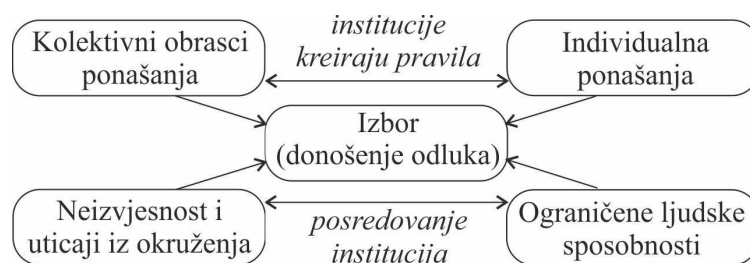 Kolektivni obrasci
ponašanja
institucije
kreiraju pravila
Individualna
ponašanja
Izbor
(donošenje odluka)
Neizvjesnost i
uticaji iz okruženja
posredovanje
institucija
Ograničene ljudske
sposobnosti